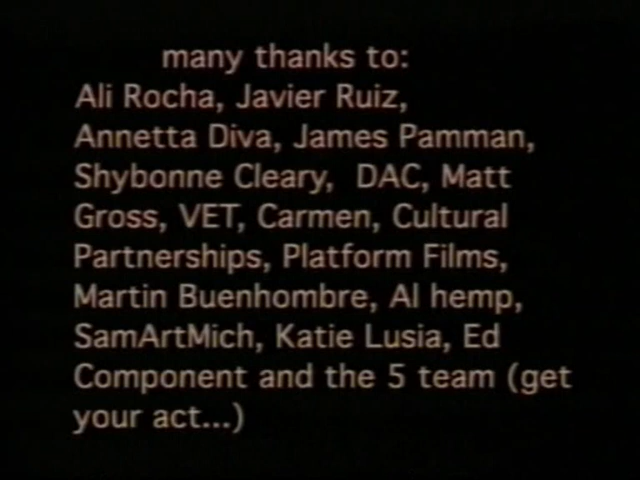 many thanks to:
Ali Rocha, Javier Ruiz,
Annetta Diva, James Pamman,
Shybonne Cleary, DAC, Matt
Gross, VET, Carmen, Cultural
Partnerships, Platform Films,
Martin Buenhombre, Al hemp,
SamArtMich, Katie Lusia, Ed
Component and the 5 team (get
your act...)